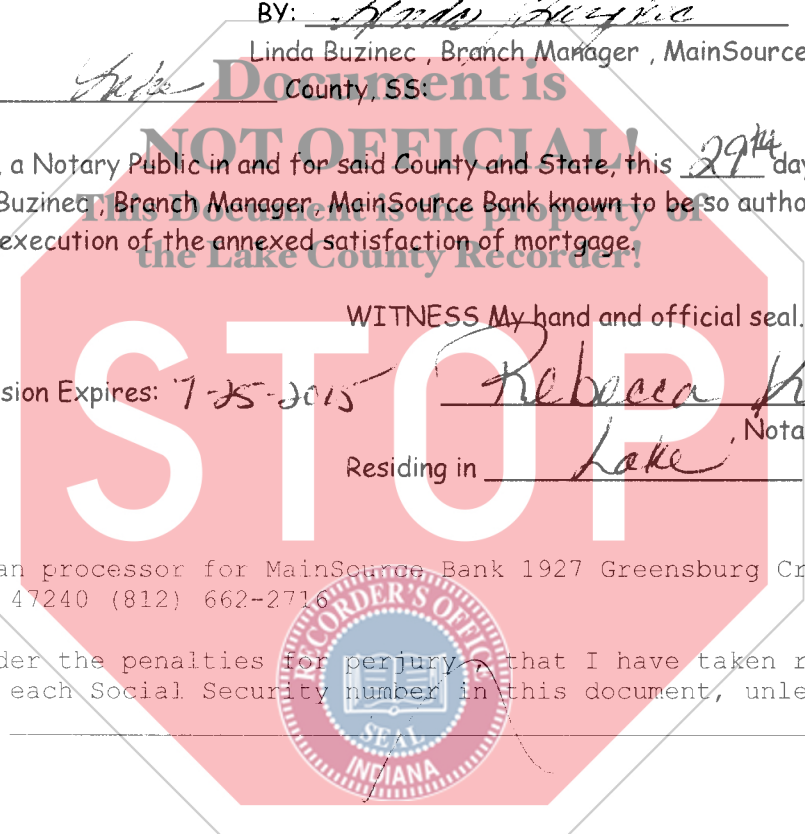 BY: Linda Buzinec
Linda Buzinec , Branch Manager , MainSource
Lake County, SS:
Document is
NOT OFFICIAL!
, a Notary Public in and for said County and State, this 29th day
Buzinec , Branch Manager, MainSource Bank known to be so autho
This Document is the property of
execution of the annexed satisfaction of mortgage.
the Lake County Recorder!
WITNESS My hand and official seal.
sion Expires: 7-25-2015 Rebecca K
, Nota
Residing in Lake
STOP
an processor for MainSource Bank 1927 Greensburg Cr
47240 (812) 662-2716
der the penalties for perjury, that I have taken r
each Social Security number in this document, unle
RECORDER'S OFFICE
SEAL
INDIANA